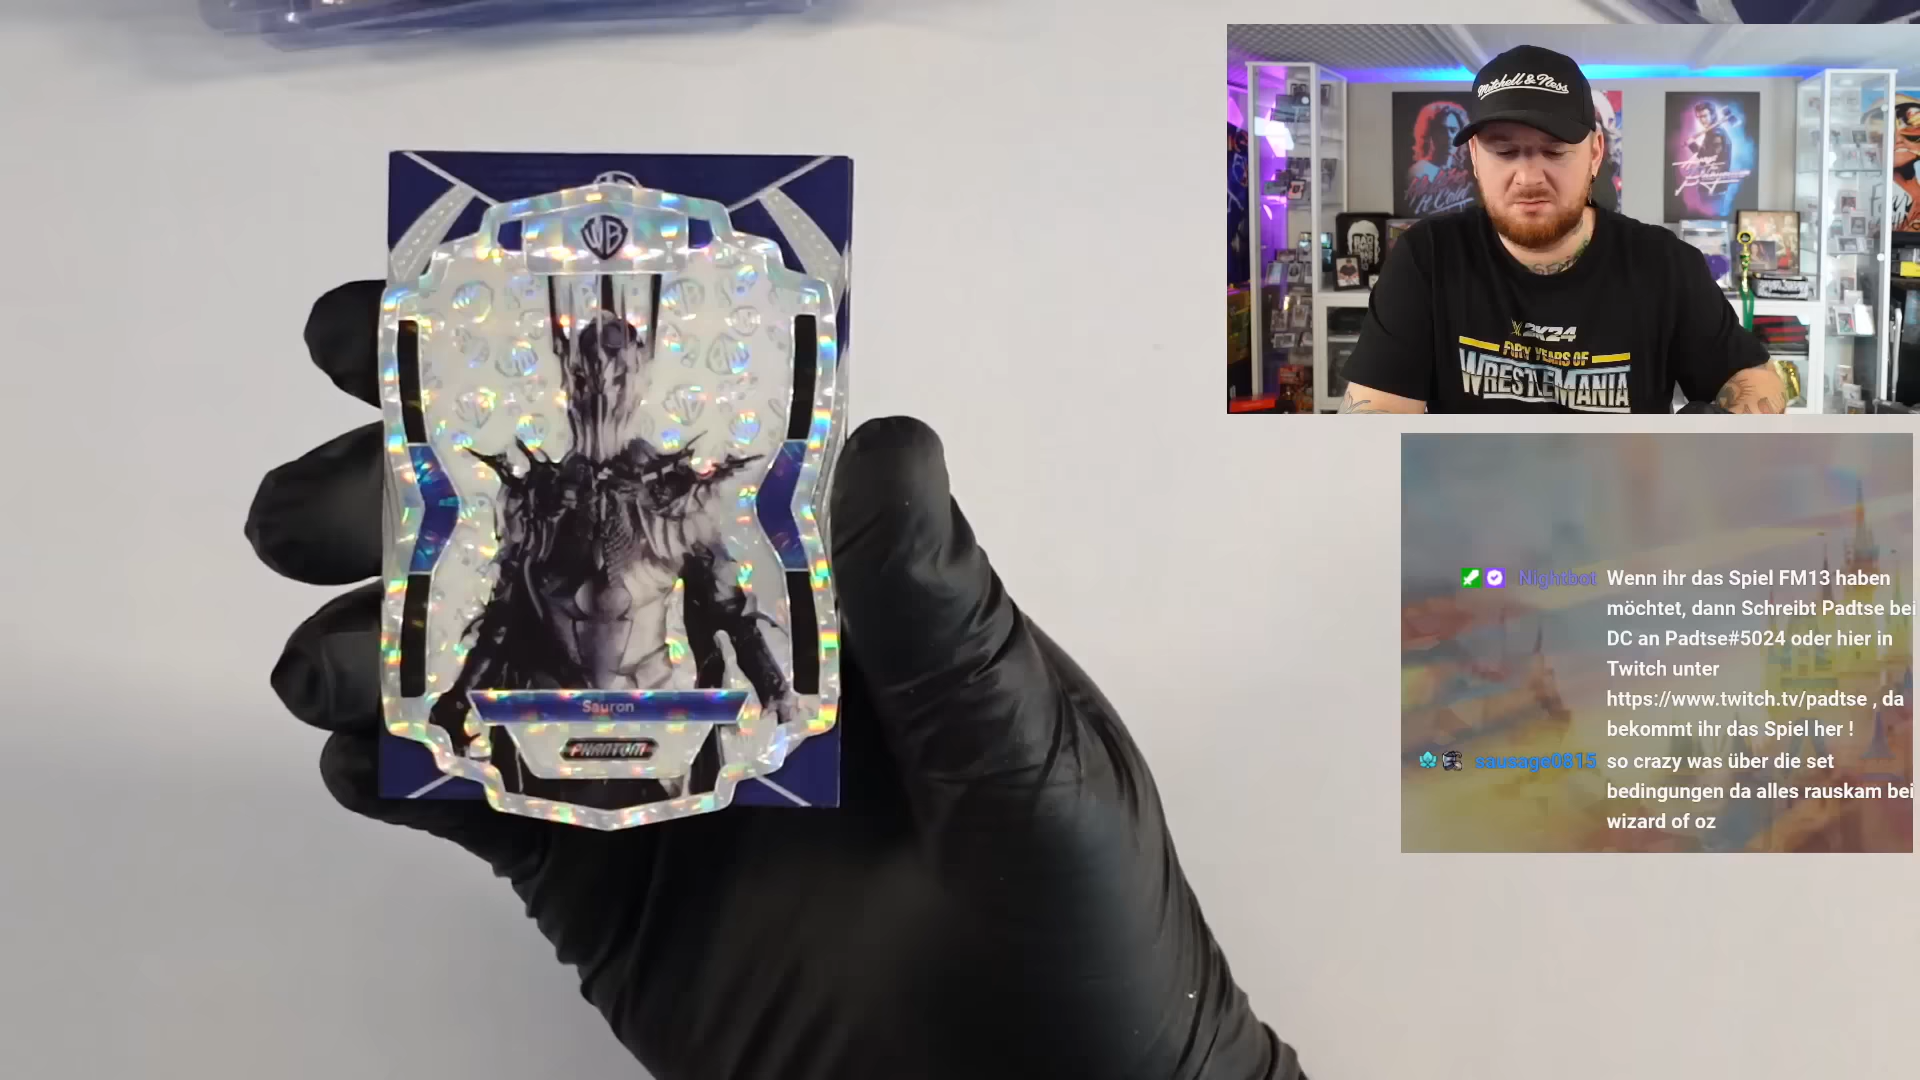 WB
Sauron
PHANTOM
Mitchell & Ness
2K24
FORTY YEARS OF
WRESTLEMANIA
Nightbot Wenn ihr das Spiel FM13 haben
möchtet, dann Schreibt Padtse bei
DC an Padtse#5024 oder hier in
Twitch unter
https://www.twitch.tv/padtse , da
bekommt ihr das Spiel her !
sausage0815 so crazy was über die set
bedingungen da alles rauskam bei
wizard of oz